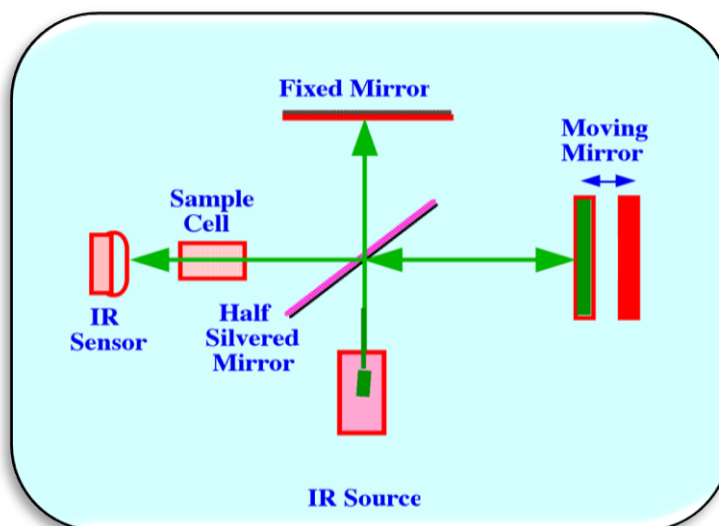 Fixed Mirror
Moving
Mirror
Sample
Cell
IR
Sensor
Half
Silvered
Mirror
IR Source